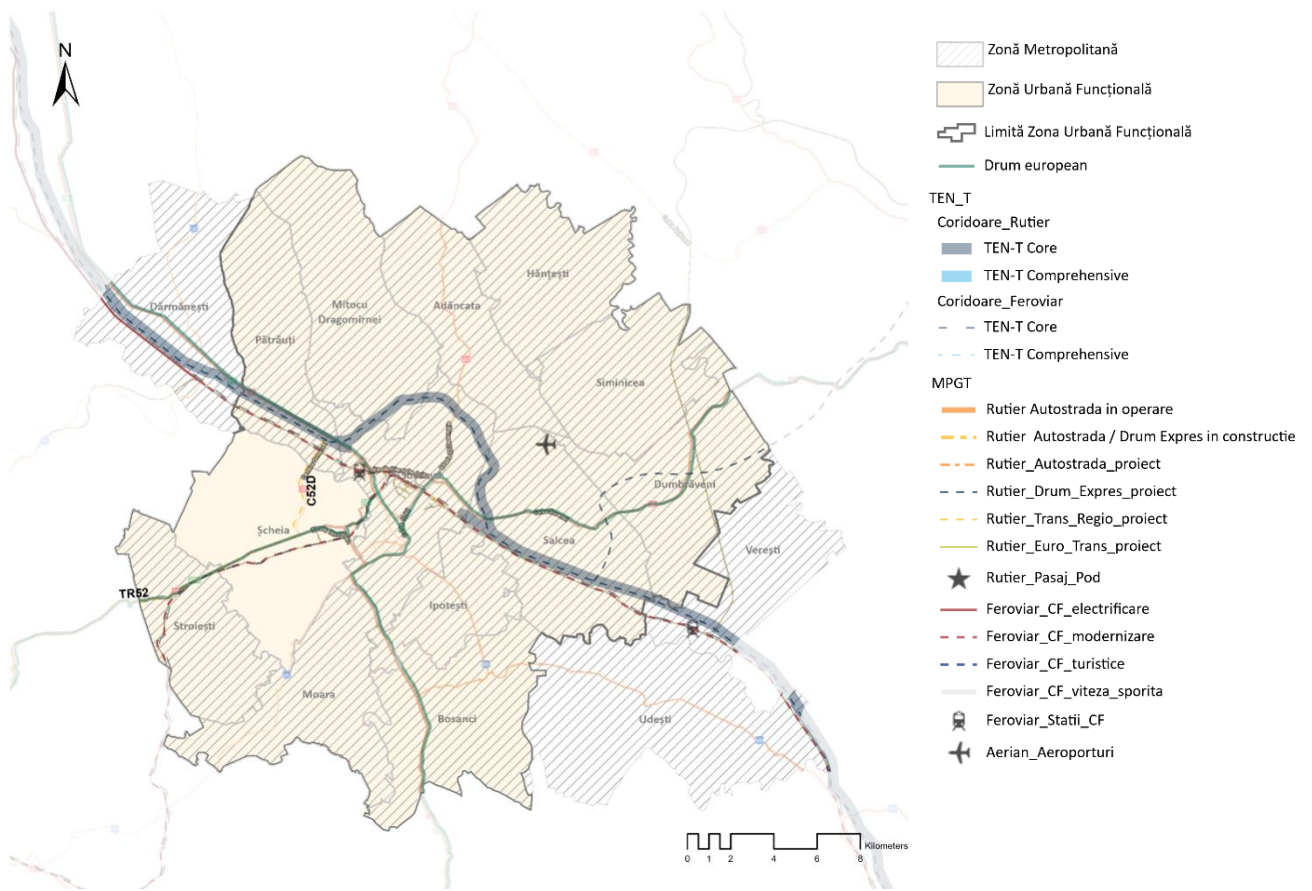 N
Zonă Metropolitană
Zonă Urbană Funcțională
Limită Zona Urbană Funcțională
Drum european
TEN_T
Coridoare_Rutier
TEN-T Core
TEN-T Comprehensive
Coridoare_Feroviar
TEN-T Core
TEN-T Comprehensive
MPGT
Rutier Autostrada in operare
Rutier Autostrada / Drum Expres in constructie
Rutier_Autostrada_proiect
Rutier_Drum_Expres_proiect
Rutier_Trans_Regio_proiect
Rutier_Euro_Trans_proiect
Rutier_Pasaj_Pod
Feroviar_CF_electrificare
Feroviar_CF_modernizare
Feroviar_CF_turistice
Feroviar_CF_viteza_sporita
Feroviar_Statii_CF
Aerian_Aeroporturi
Hănțești
Dărmănești
Mitocu
Dragomirnei
Adâncata
Pătrăuți
Siminicea
Dumbrăveni
C52D
Șcheia
Salcea
Verești
TR52
Ipotești
Stroiești
Moara
Bosanci
Udești
Kilometers
0 1 2 4 6 8